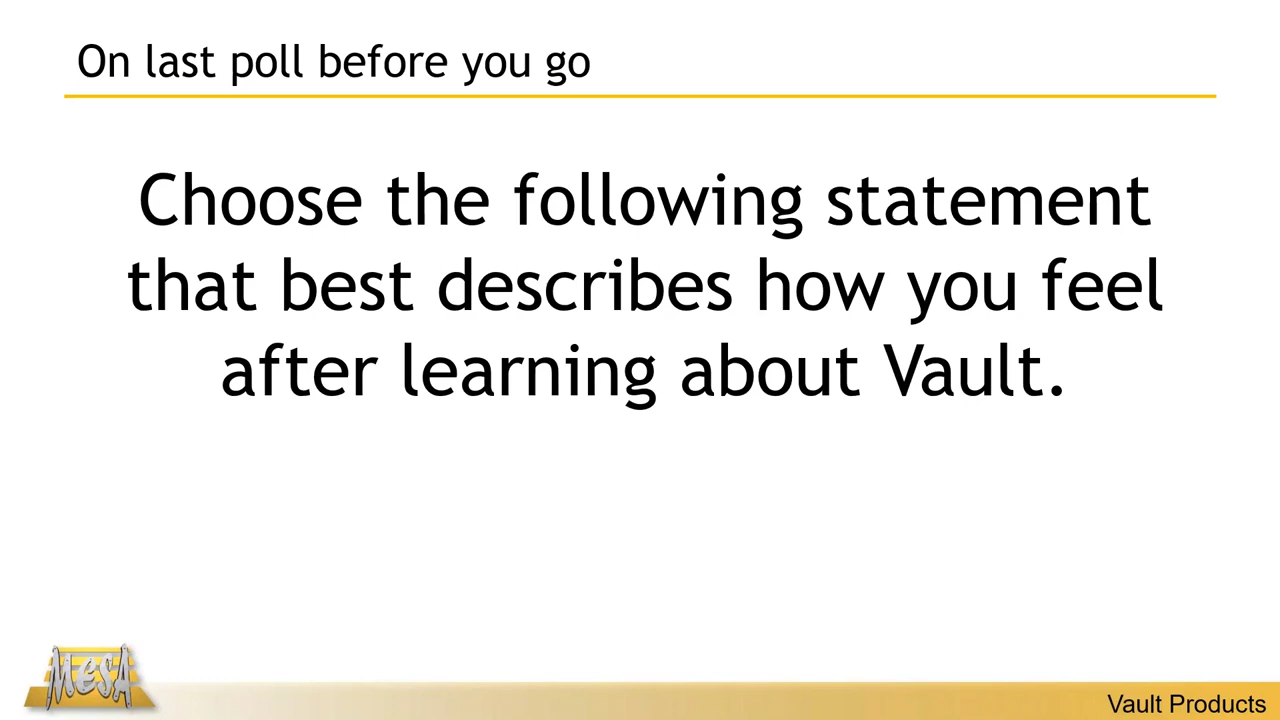 On last poll before you go
Choose the following statement
that best describes how you feel
after learning about Vault.
MESA
Vault Products